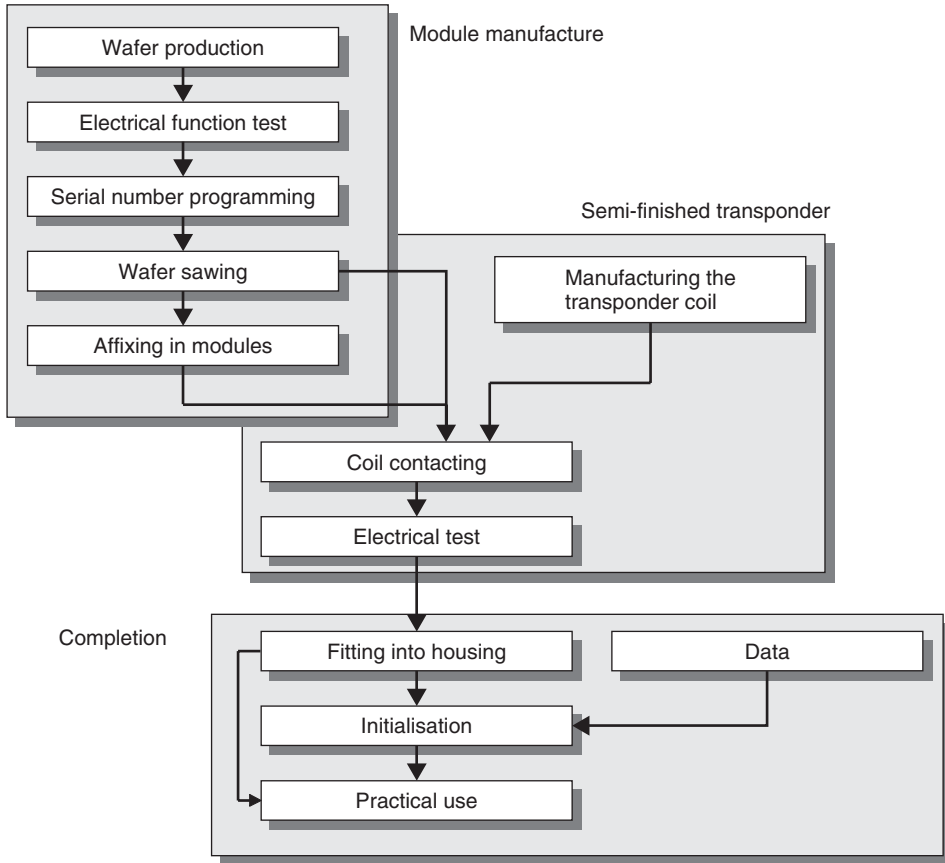 Module manufacture
Wafer production
Electrical function test
Serial number programming
Wafer sawing
Affixing in modules
Semi-finished transponder
Manufacturing the
transponder coil
Coil contacting
Electrical test
Completion
Fitting into housing
Data
Initialisation
Practical use